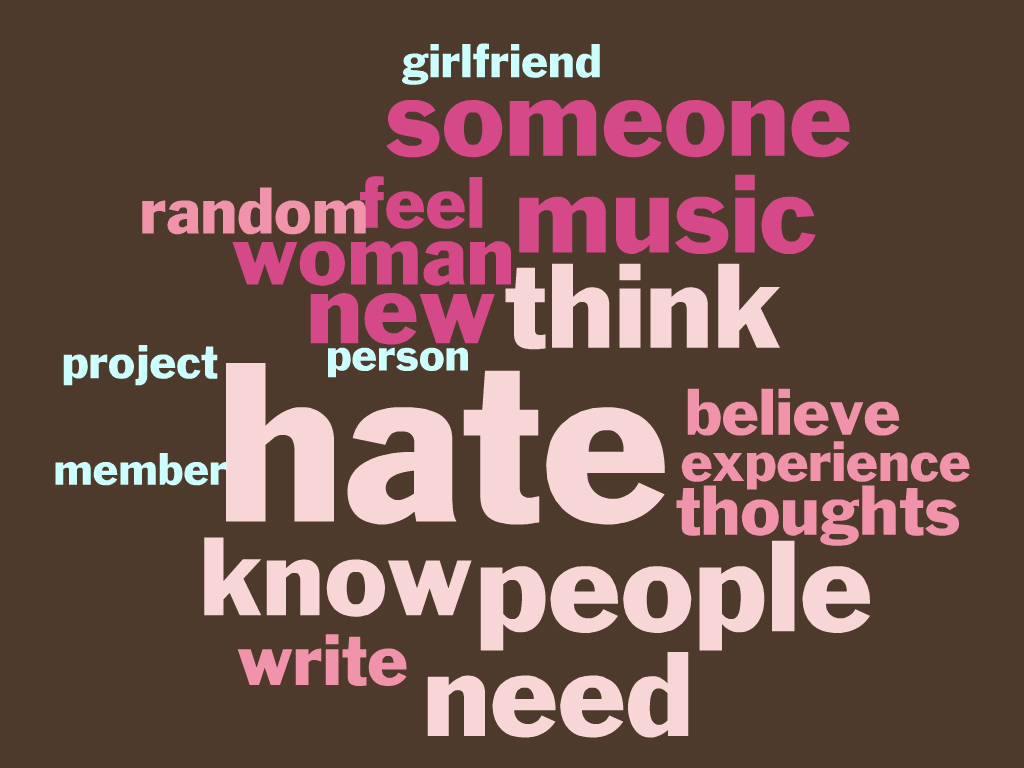 girlfriend
someone
random feel music
woman
new think
project person
hate
believe
experience
member
thoughts
know people
write need